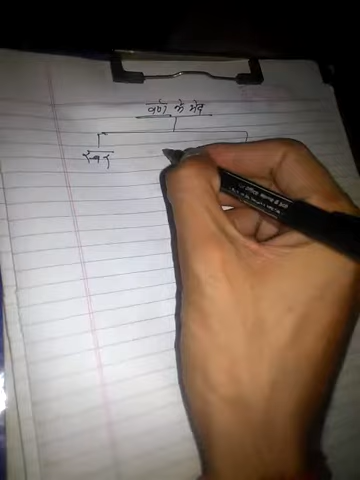 वर्णो के भेद
स्वर